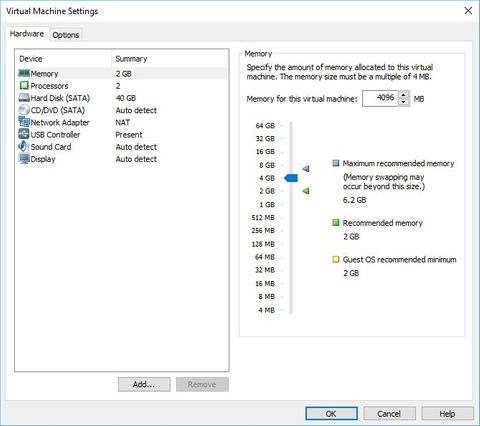 Virtual Machine Settings
Hardware Options
Device Summary
Memory 2 GB
Processors 2
Hard Disk (SATA) 40 GB
CD/DVD (SATA) Auto detect
Network Adapter NAT
USB Controller Present
Sound Card Auto detect
Display Auto detect
Add... Remove
Memory
Specify the amount of memory allocated to this virtual
machine. The memory size must be a multiple of 4 MB.
Memory for this virtual machine: 4096 MB
64 GB
32 GB
16 GB
8 GB
4 GB
2 GB
1 GB
512 MB
256 MB
128 MB
64 MB
32 MB
16 MB
8 MB
4 MB
Maximum recommended memory
(Memory swapping may
occur beyond this size.)
6.2 GB
Recommended memory
2 GB
Guest OS recommended minimum
2 GB
OK Cancel Help